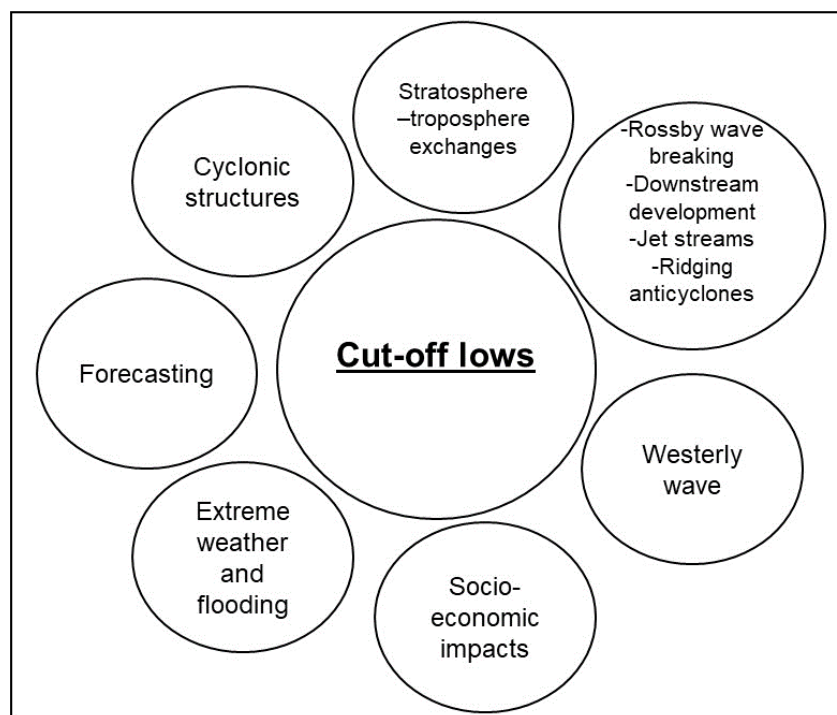 Stratosphere
–troposphere
exchanges
-Rossby wave
breaking
-Downstream
development
-Jet streams
-Ridging
anticyclones
Cyclonic
structures
Cut-off lows
Forecasting
Westerly
wave
Extreme
weather
and
flooding
Socio-
economic
impacts